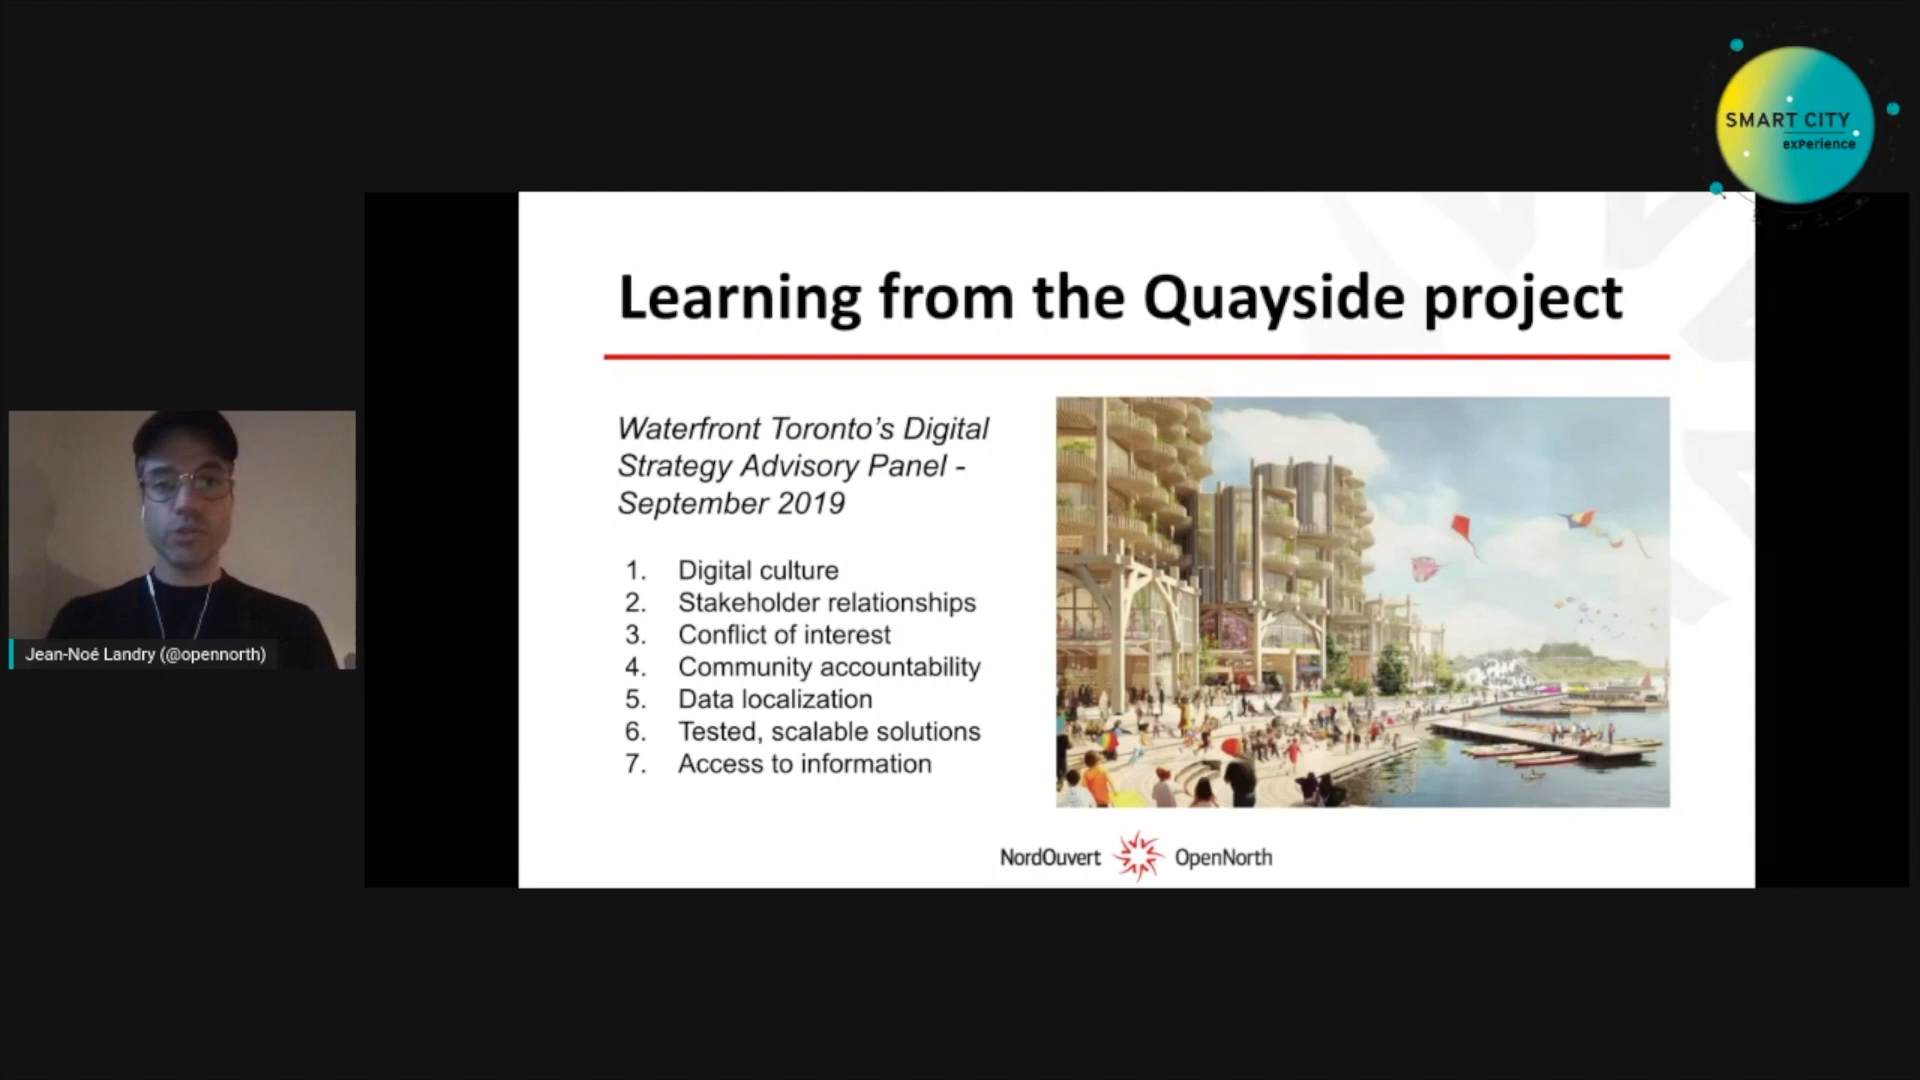 SMART CITY
exPerience
Learning from the Quayside project
Waterfront Toronto’s Digital
Strategy Advisory Panel -
September 2019
1. Digital culture
2. Stakeholder relationships
3. Conflict of interest
4. Community accountability
5. Data localization
6. Tested, scalable solutions
7. Access to information
NordOuvert OpenNorth
Jean-Noé Landry (@opennorth)